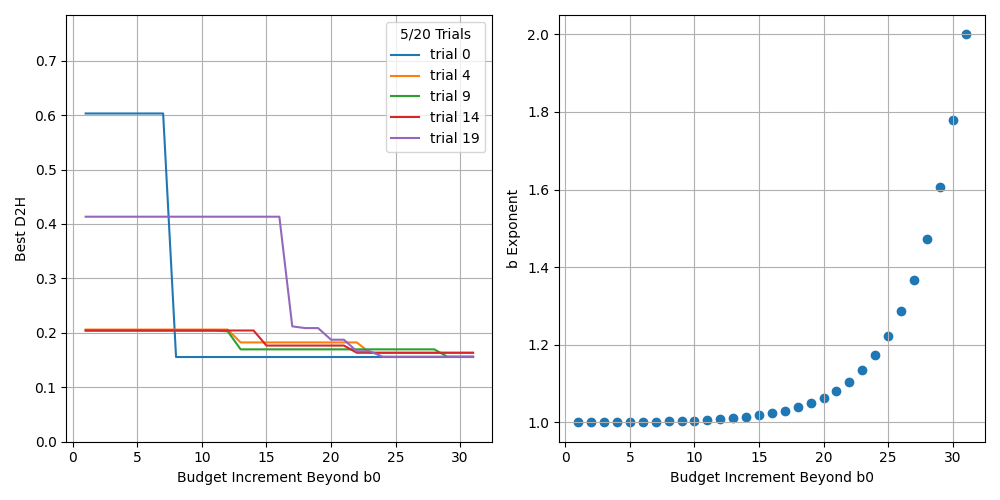 5/20 Trials
trial 0
trial 4
trial 9
trial 14
trial 19
Best D2H
0.7
0.6
0.5
0.4
0.3
0.2
0.1
0.0
0 5 10 15 20 25 30
Budget Increment Beyond b0
b Exponent
2.0
1.8
1.6
1.4
1.2
1.0
0 5 10 15 20 25 30
Budget Increment Beyond b0